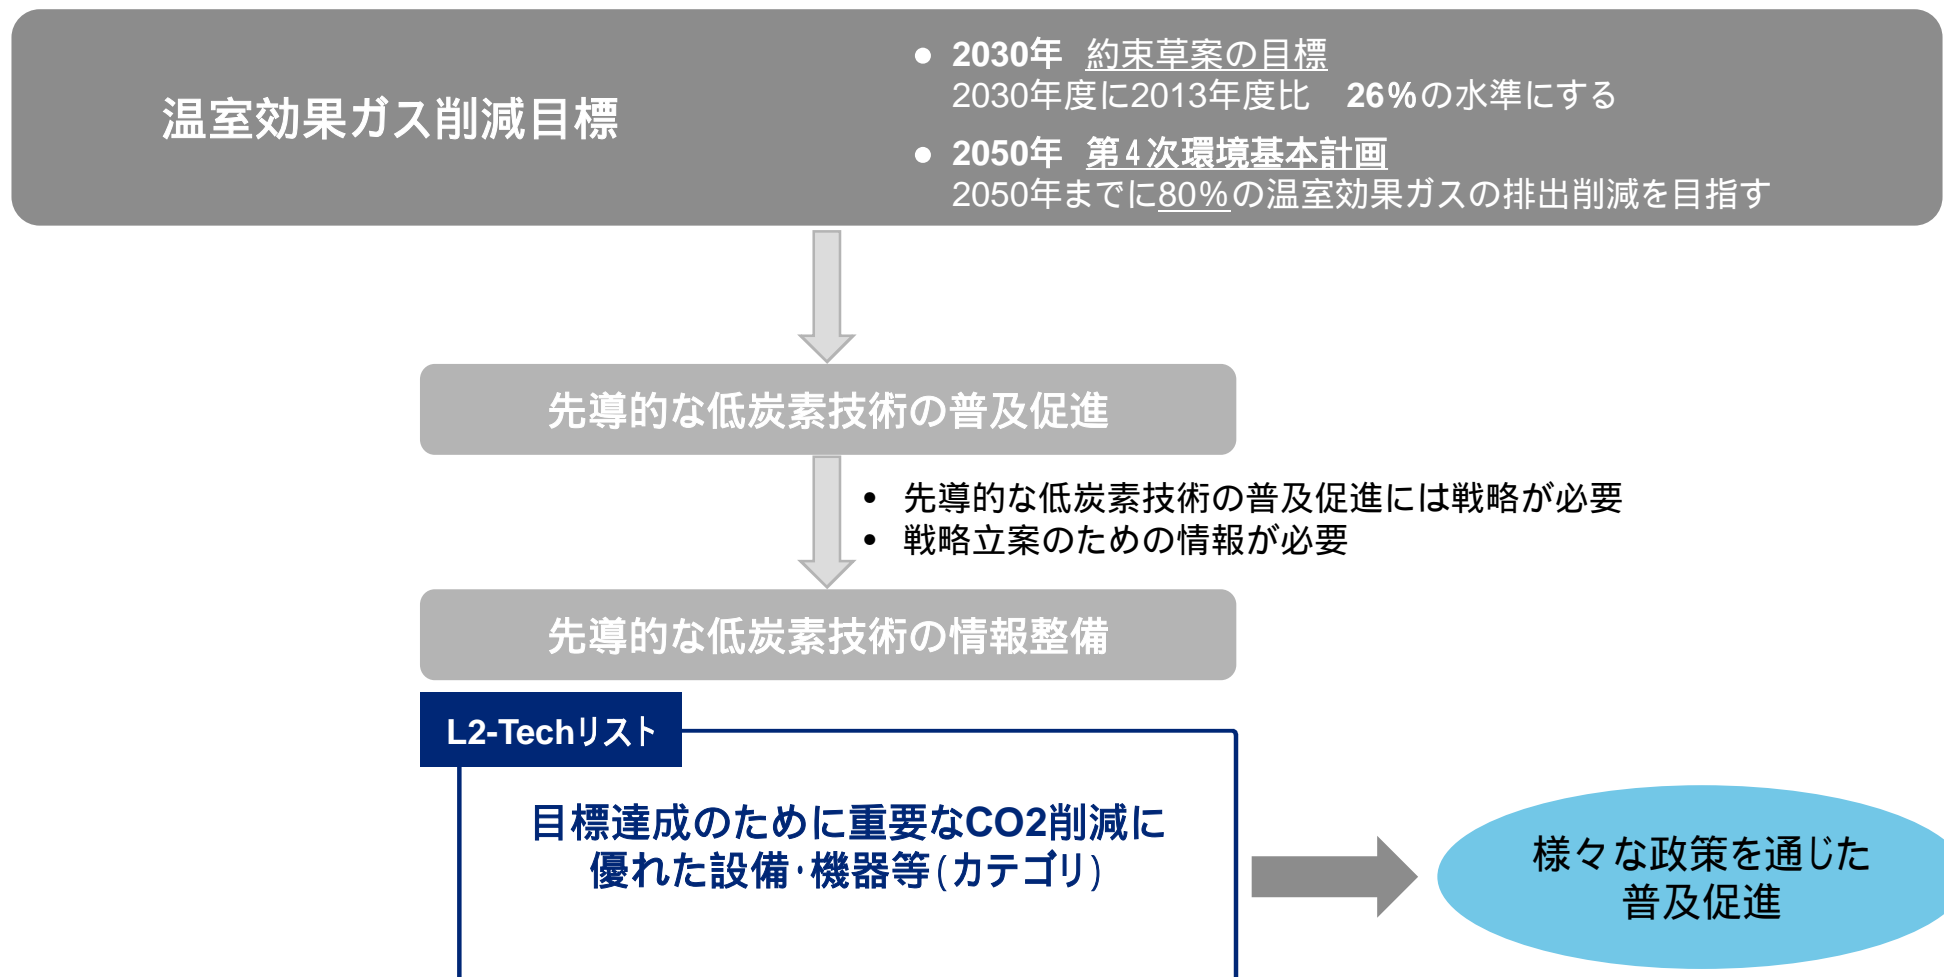 温室効果ガス削減目標
● 2030年 約束草案の目標
2030年度に2013年度比 26%の水準にする
● 2050年 第4次環境基本計画
2050年までに80%の温室効果ガスの排出削減を目指す
先導的な低炭素技術の普及促進
• 先導的な低炭素技術の普及促進には戦略が必要
• 戦略立案のための情報が必要
先導的な低炭素技術の情報整備
L2-Techリスト
目標達成のために重要なCO2削減に
優れた設備・機器等(カテゴリ)
様々な政策を通じた
普及促進